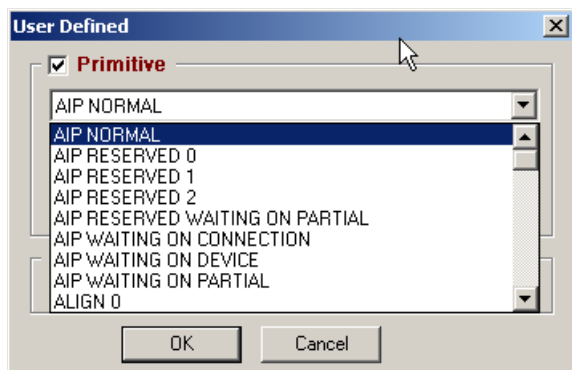 User Defined
Primitive
AIP NORMAL
AIP NORMAL
AIP RESERVED 0
AIP RESERVED 1
AIP RESERVED 2
AIP RESERVED WAITING ON PARTIAL
AIP WAITING ON CONNECTION
AIP WAITING ON DEVICE
AIP WAITING ON PARTIAL
ALIGN 0
OK Cancel